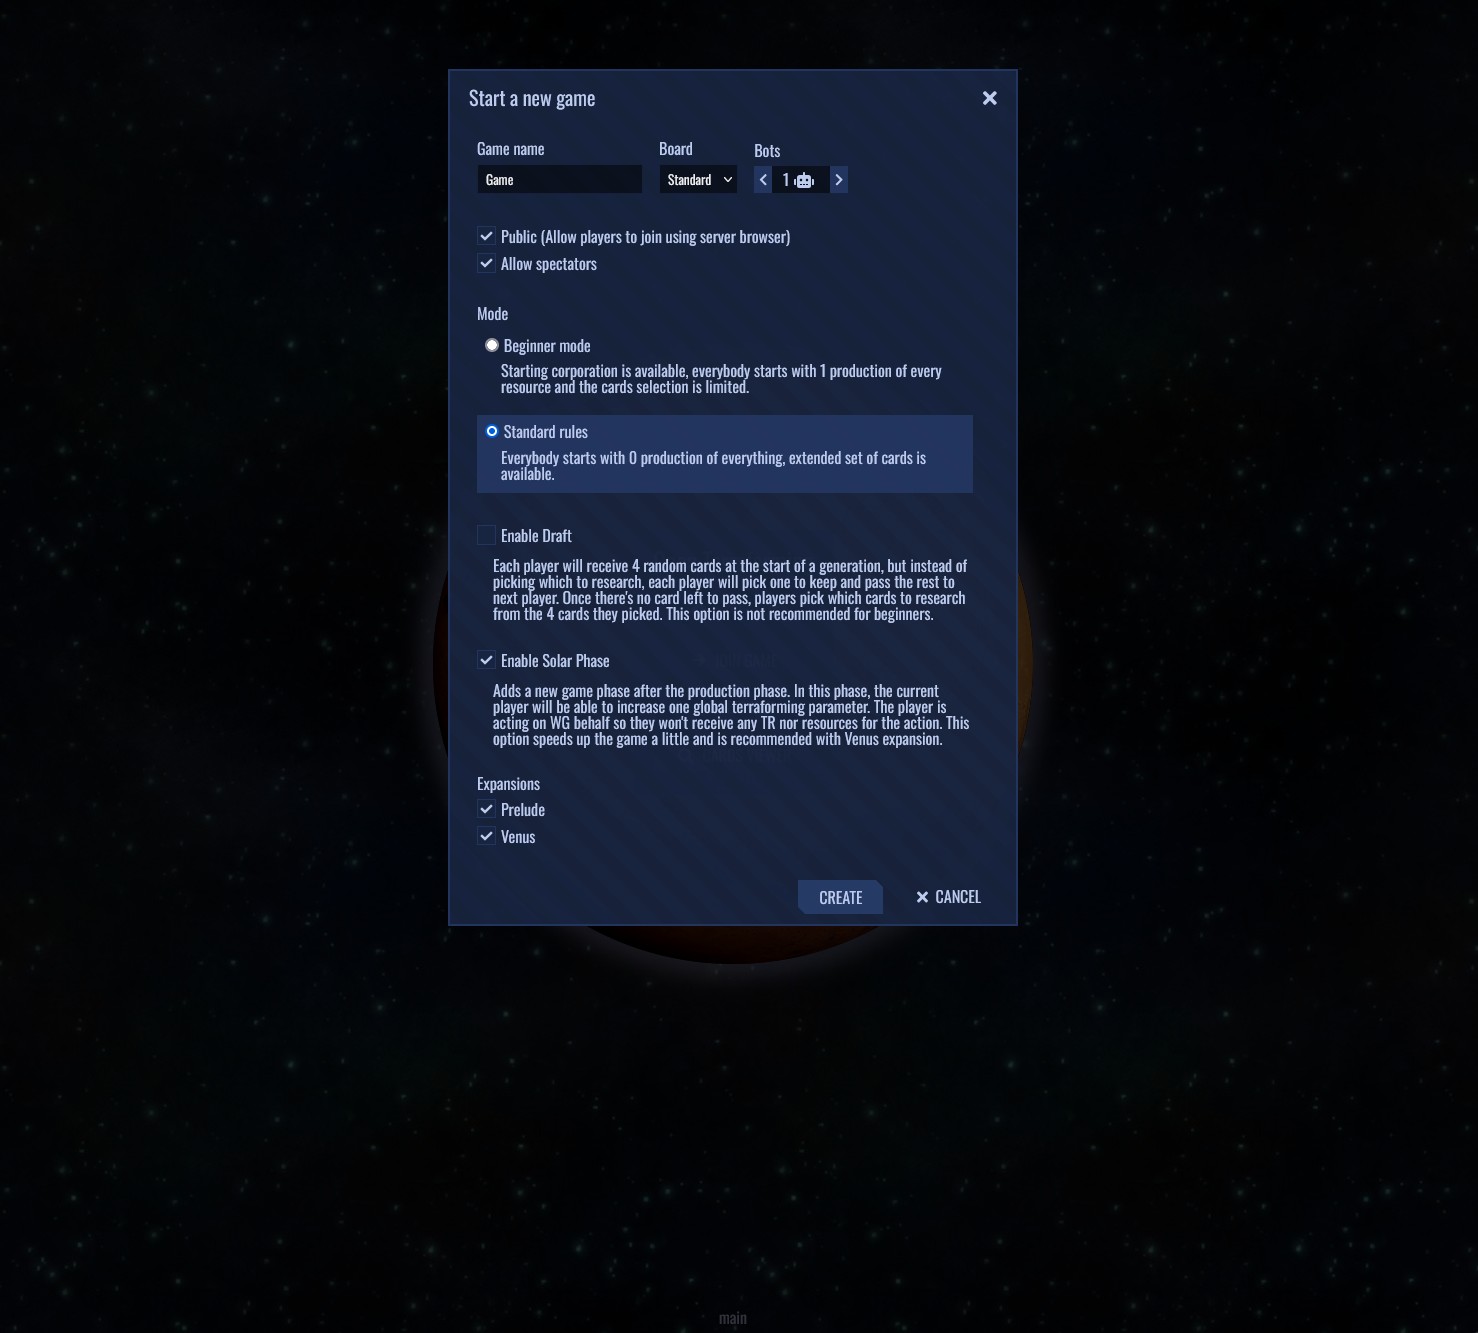 Start a new game
Game name
Board
Bots
Game
Standard
1
Public (Allow players to join using server browser)
Allow spectators
Mode
Beginner mode
Starting corporation is available, everybody starts with 1 production of every
resource and the cards selection is limited.
Standard rules
Everybody starts with 0 production of everything, extended set of cards is
available.
Enable Draft
Each player will receive 4 random cards at the start of a generation, but instead of
picking which to research, each player will pick one to keep and pass the rest to
next player. Once there's no card left to pass, players pick which cards to research
from the 4 cards they picked. This option is not recommended for beginners.
Enable Solar Phase
Adds a new game phase after the production phase. In this phase, the current
player will be able to increase one global terraforming parameter. The player is
acting on WG behalf so they won't receive any TR nor resources for the action. This
option speeds up the game a little and is recommended with Venus expansion.
Expansions
Prelude
Venus
CREATE
CANCEL
main